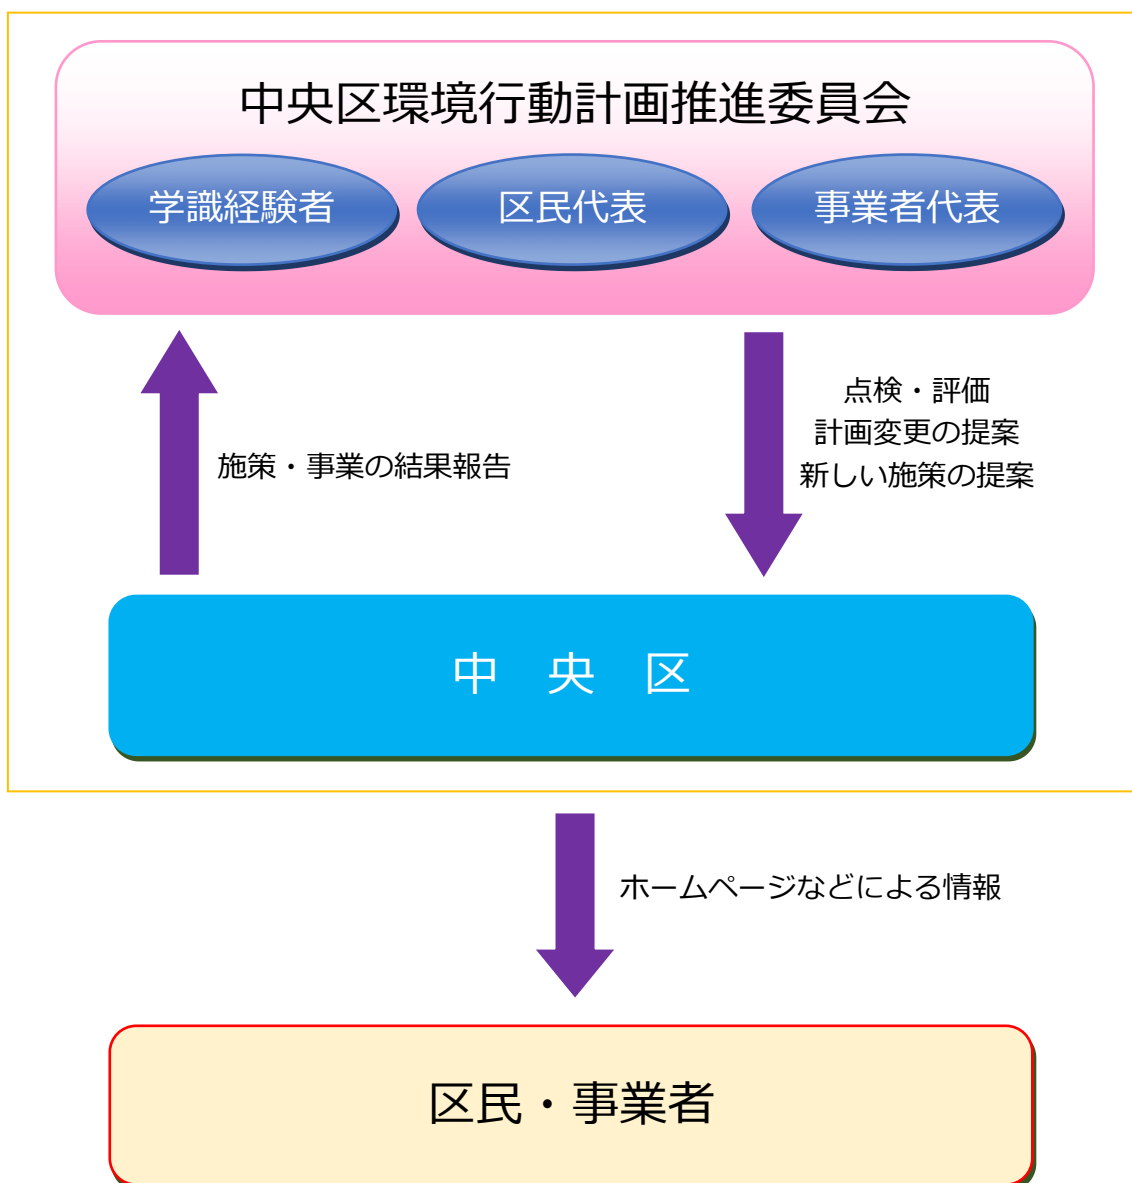 中央区環境行動計画推進委員会
学識経験者
区民代表
事業者代表
施策・事業の結果報告
点検・評価
計画変更の提案
新しい施策の提案
中　央　区
ホームページなどによる情報
区民・事業者